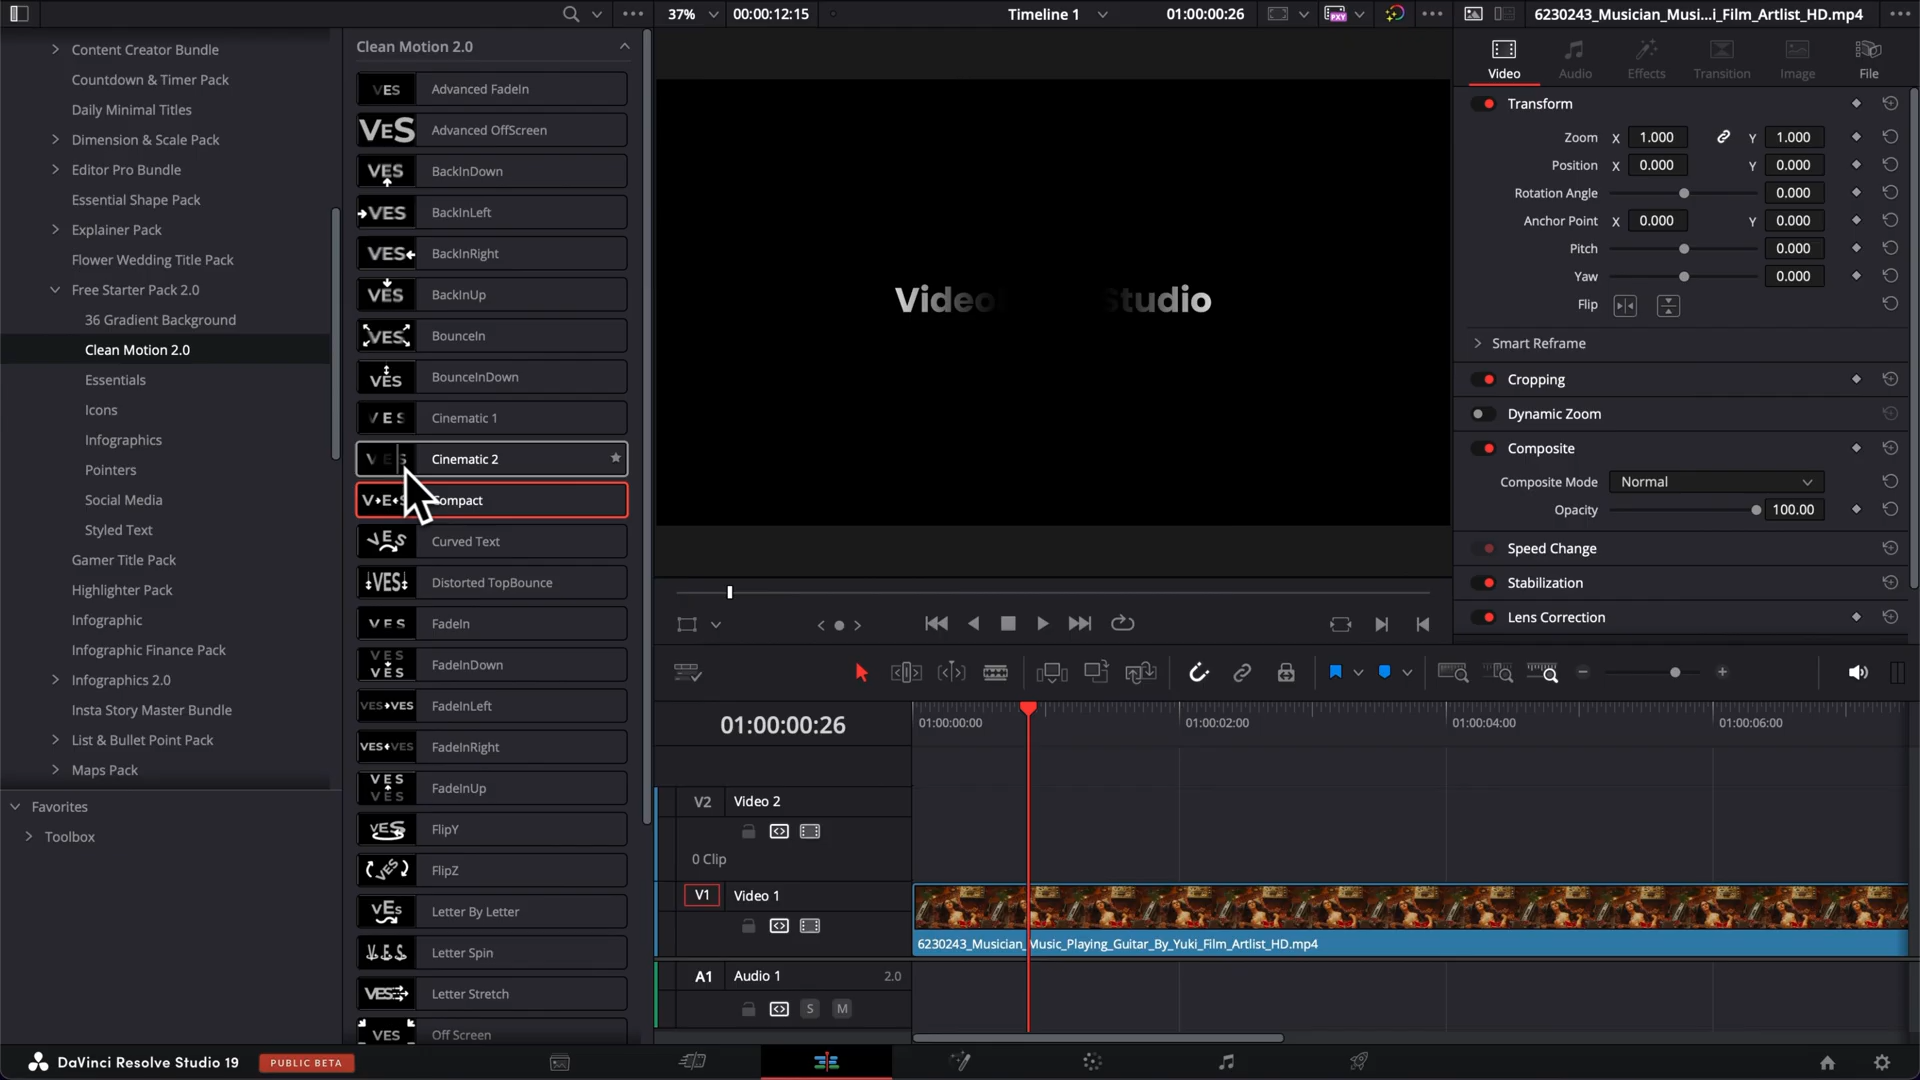 37%
00:00:12:15
Timeline 1
01:00:00:26
PXY
6230243_Musician_Musi...i_Film_Artlist_HD.mp4
Content Creator Bundle
Countdown & Timer Pack
Daily Minimal Titles
Dimension & Scale Pack
Editor Pro Bundle
Essential Shape Pack
Explainer Pack
Flower Wedding Title Pack
Free Starter Pack 2.0
36 Gradient Background
Clean Motion 2.0
Essentials
Icons
Infographics
Pointers
Social Media
Styled Text
Gamer Title Pack
Highlighter Pack
Infographic
Infographic Finance Pack
Infographics 2.0
Insta Story Master Bundle
List & Bullet Point Pack
Maps Pack
Favorites
Toolbox
Clean Motion 2.0
VES Advanced FadeIn
VES Advanced OffScreen
VES BackInDown
VES BackInLeft
VES BackInRight
VES BackInUp
VES BounceIn
VES BounceInDown
VES Cinematic 1
VES Cinematic 2
VES Compact
VES Curved Text
VES Distorted TopBounce
VES FadeIn
VES VES FadeInDown
VES VES FadeInLeft
VES VES FadeInRight
VES VES FadeInUp
VES FlipY
VES FlipZ
VES Letter By Letter
VES Letter Spin
VES Letter Stretch
VES Off Screen
Video Studio
Video
Audio
Effects
Transition
Image
File
Transform
Zoom X 1.000 Y 1.000
Position X 0.000 Y 0.000
Rotation Angle 0.000
Anchor Point X 0.000 Y 0.000
Pitch 0.000
Yaw 0.000
Flip
Smart Reframe
Cropping
Dynamic Zoom
Composite
Composite Mode Normal
Opacity 100.00
Speed Change
Stabilization
Lens Correction
01:00:00:26
01:00:00:00
01:00:02:00
01:00:04:00
01:00:06:00
V2 Video 2
0 Clip
V1 Video 1
6230243_Musician_Music_Playing_Guitar_By_Yuki_Film_Artlist_HD.mp4
A1 Audio 1 2.0
S M
DaVinci Resolve Studio 19
PUBLIC BETA